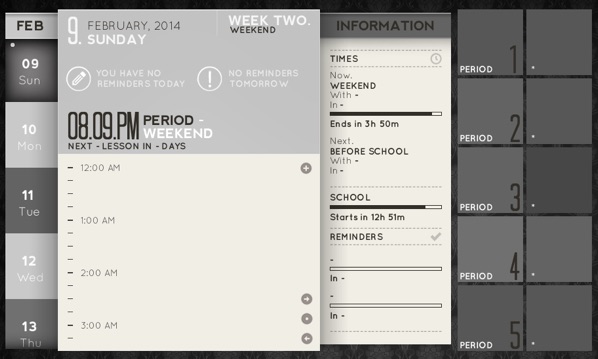 FEB
09
Sun
10
Mon
11
Tue
12
Wed
13
Thu
9.
FEBRUARY, 2014
SUNDAY
WEEK TWO.
WEEKEND
YOU HAVE NO
REMINDERS TODAY
NO REMINDERS
TOMORROW
08.09.PM
PERIOD -
WEEKEND
NEXT - LESSON IN - DAYS
12:00 AM
1:00 AM
2:00 AM
3:00 AM
INFORMATION
TIMES
Now.
WEEKEND
With -
In -
Ends in 3h 50m
Next.
BEFORE SCHOOL
With -
In -
SCHOOL
Starts in 12h 51m
REMINDERS
-
In -
-
In -
PERIOD 1
PERIOD 2
PERIOD 3
PERIOD 4
PERIOD 5